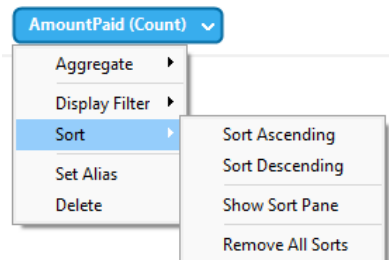 AmountPaid (Count)
Aggregate
Display Filter
Sort
Set Alias
Delete
Sort Ascending
Sort Descending
Show Sort Pane
Remove All Sorts